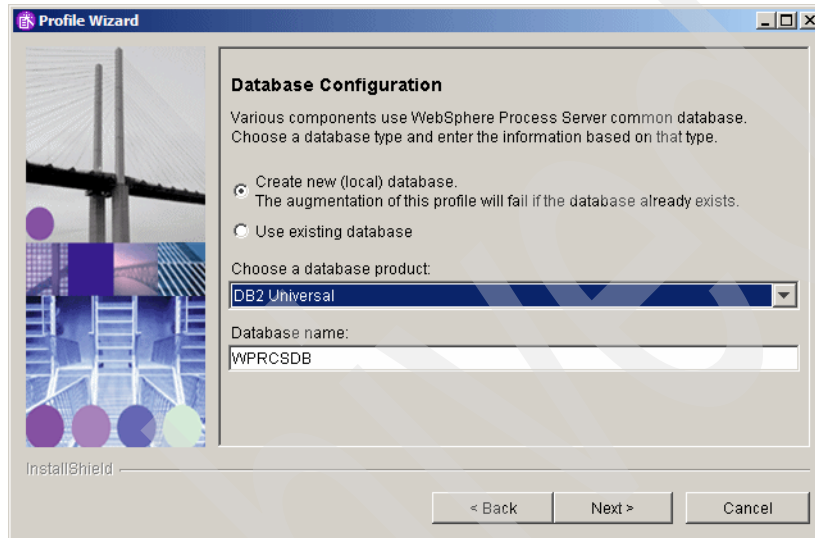 Profile Wizard
Database Configuration
Various components use WebSphere Process Server common database.
Choose a database type and enter the information based on that type.
Create new (local) database.
The augmentation of this profile will fail if the database already exists.
Use existing database
Choose a database product:
DB2 Universal
Database name:
WPRCSDB
InstallShield
< Back Next > Cancel